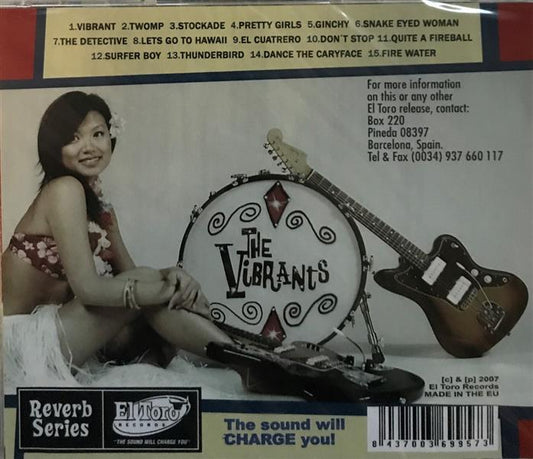 1.VIBRANT 2.TWOMP 3.STOCKADE 4.PRETTY GIRLS 5.GINCHY 6.SNAKE EYED WOMAN
7.THE DETECTIVE 8.LETS GO TO HAWAII 9.EL CUATRERO 10.DON´T STOP 11.QUITE A FIREBALL
12.SURFER BOY 13.THUNDERBIRD 14.DANCE THE CARYFACE 15.FIRE WATER
For more information
on this or any other
El Toro release, contact:
Box 220
Pineda 08397
Barcelona, Spain.
Tel & Fax (0034) 937 660 117
THE
VIBRANTS
[c] & [p] 2007
El Toro Records
MADE IN THE EU
Reverb
Series
El Toro
RECORDS
"THE SOUND WILL CHARGE YOU"
The sound will
CHARGE you!
8 437003 699573